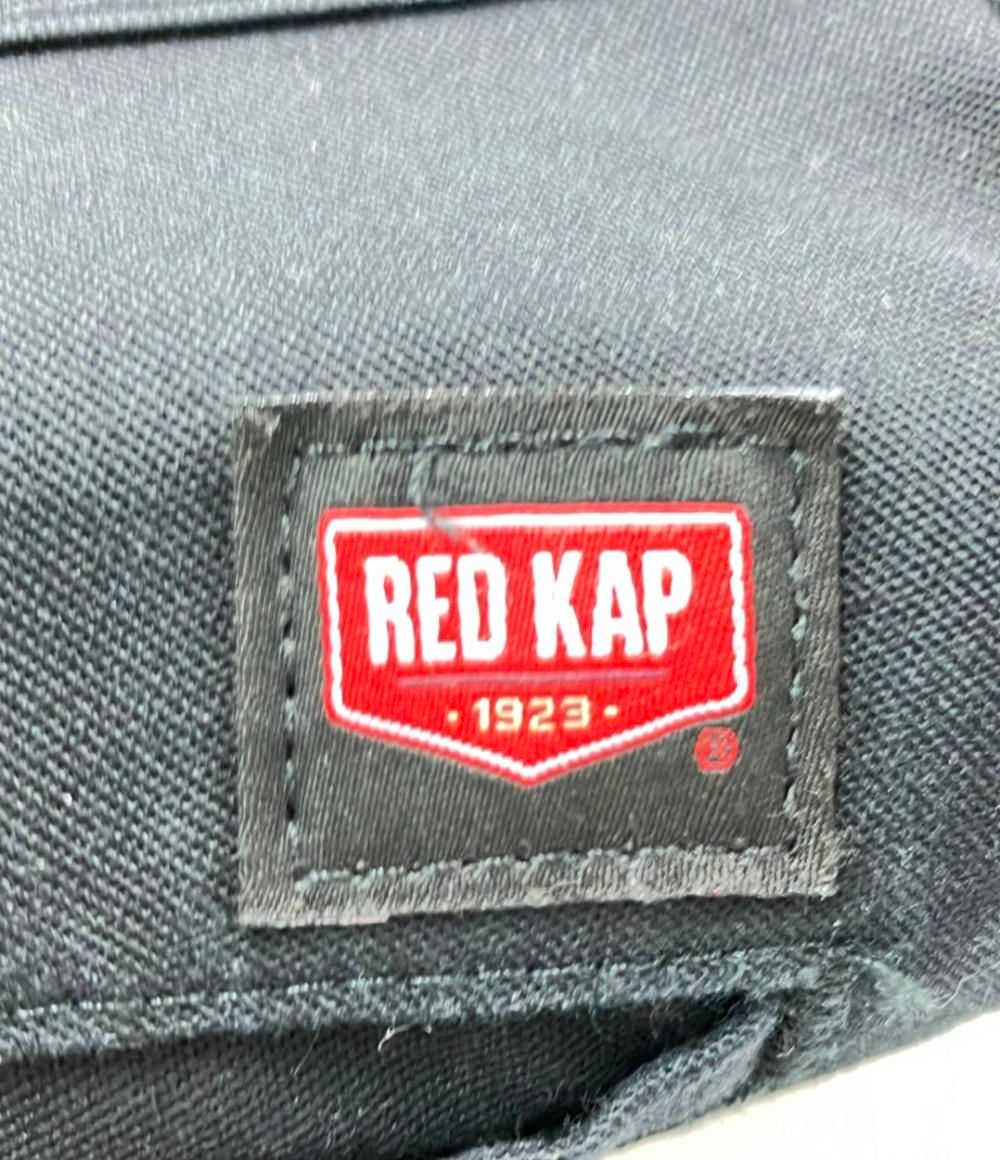 RED KAP
· 1923 ·
®